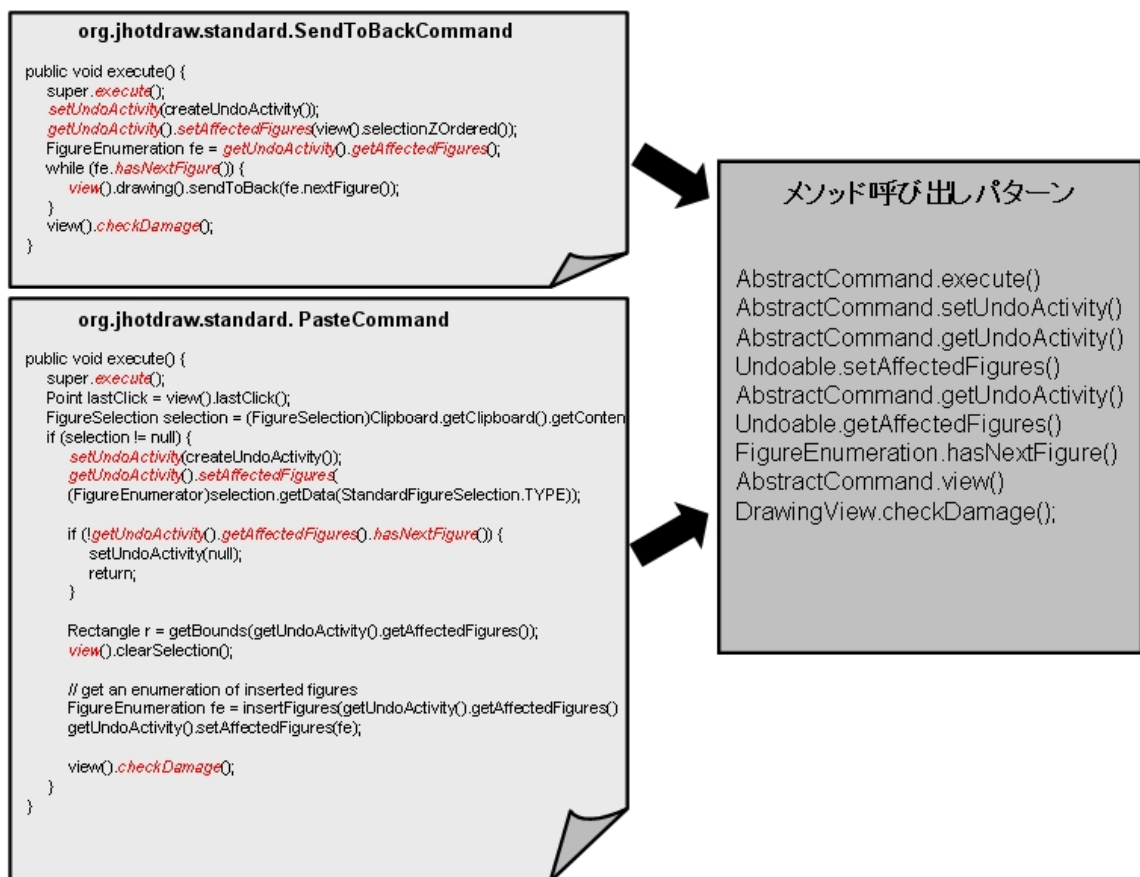 org.jhotdraw.standard.SendToBackCommand
public void execute() {
super.execute();
setUndoActivity(createUndoActivity());
getUndoActivity().setAffectedFigures(view().selectionZOrdered());
FigureEnumeration fe = getUndoActivity().getAffectedFigures();
while (fe.hasNextFigure()) {
view().drawing().sendToBack(fe.nextFigure());
}
view().checkDamage();
}
org.jhotdraw.standard. PasteCommand
public void execute() {
super.execute();
Point lastClick = view().lastClick();
FigureSelection selection = (FigureSelection)Clipboard.getClipboard().getConten
if (selection != null) {
setUndoActivity(createUndoActivity());
getUndoActivity().setAffectedFigures(
(FigureEnumerator)selection.getData(StandardFigureSelection.TYPE));
if (!getUndoActivity().getAffectedFigures().hasNextFigure()) {
setUndoActivity(null);
return;
}
Rectangle r = getBounds(getUndoActivity().getAffectedFigures());
view().clearSelection();
// get an enumeration of inserted figures
FigureEnumeration fe = insertFigures(getUndoActivity().getAffectedFigures()
getUndoActivity().setAffectedFigures(fe);
view().checkDamage();
}
}
メソッド呼び出しパターン
AbstractCommand.execute()
AbstractCommand.setUndoActivity()
AbstractCommand.getUndoActivity()
Undoable.setAffectedFigures()
AbstractCommand.getUndoActivity()
Undoable.getAffectedFigures()
FigureEnumeration.hasNextFigure()
AbstractCommand.view()
DrawingView.checkDamage();